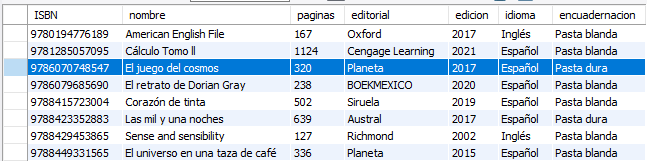 ISBN nombre paginas editorial edicion idioma encuadernacion
9780194776189 American English File 167 Oxford 2017 Inglés Pasta blanda
9781285057095 Cálculo Tomo ll 1124 Cengage Learning 2021 Español Pasta blanda
9786070748547 El juego del cosmos 320 Planeta 2017 Español Pasta dura
9786079685690 El retrato de Dorian Gray 238 BOEKMEXICO 2020 Español Pasta blanda
9788415723004 Corazón de tinta 502 Siruela 2019 Español Pasta blanda
9788423352883 Las mil y una noches 639 Austral 2017 Español Pasta dura
9788429453865 Sense and sensibility 127 Richmond 2002 Inglés Pasta blanda
9788449331565 El universo en una taza de café 336 Planeta 2015 Español Pasta blanda